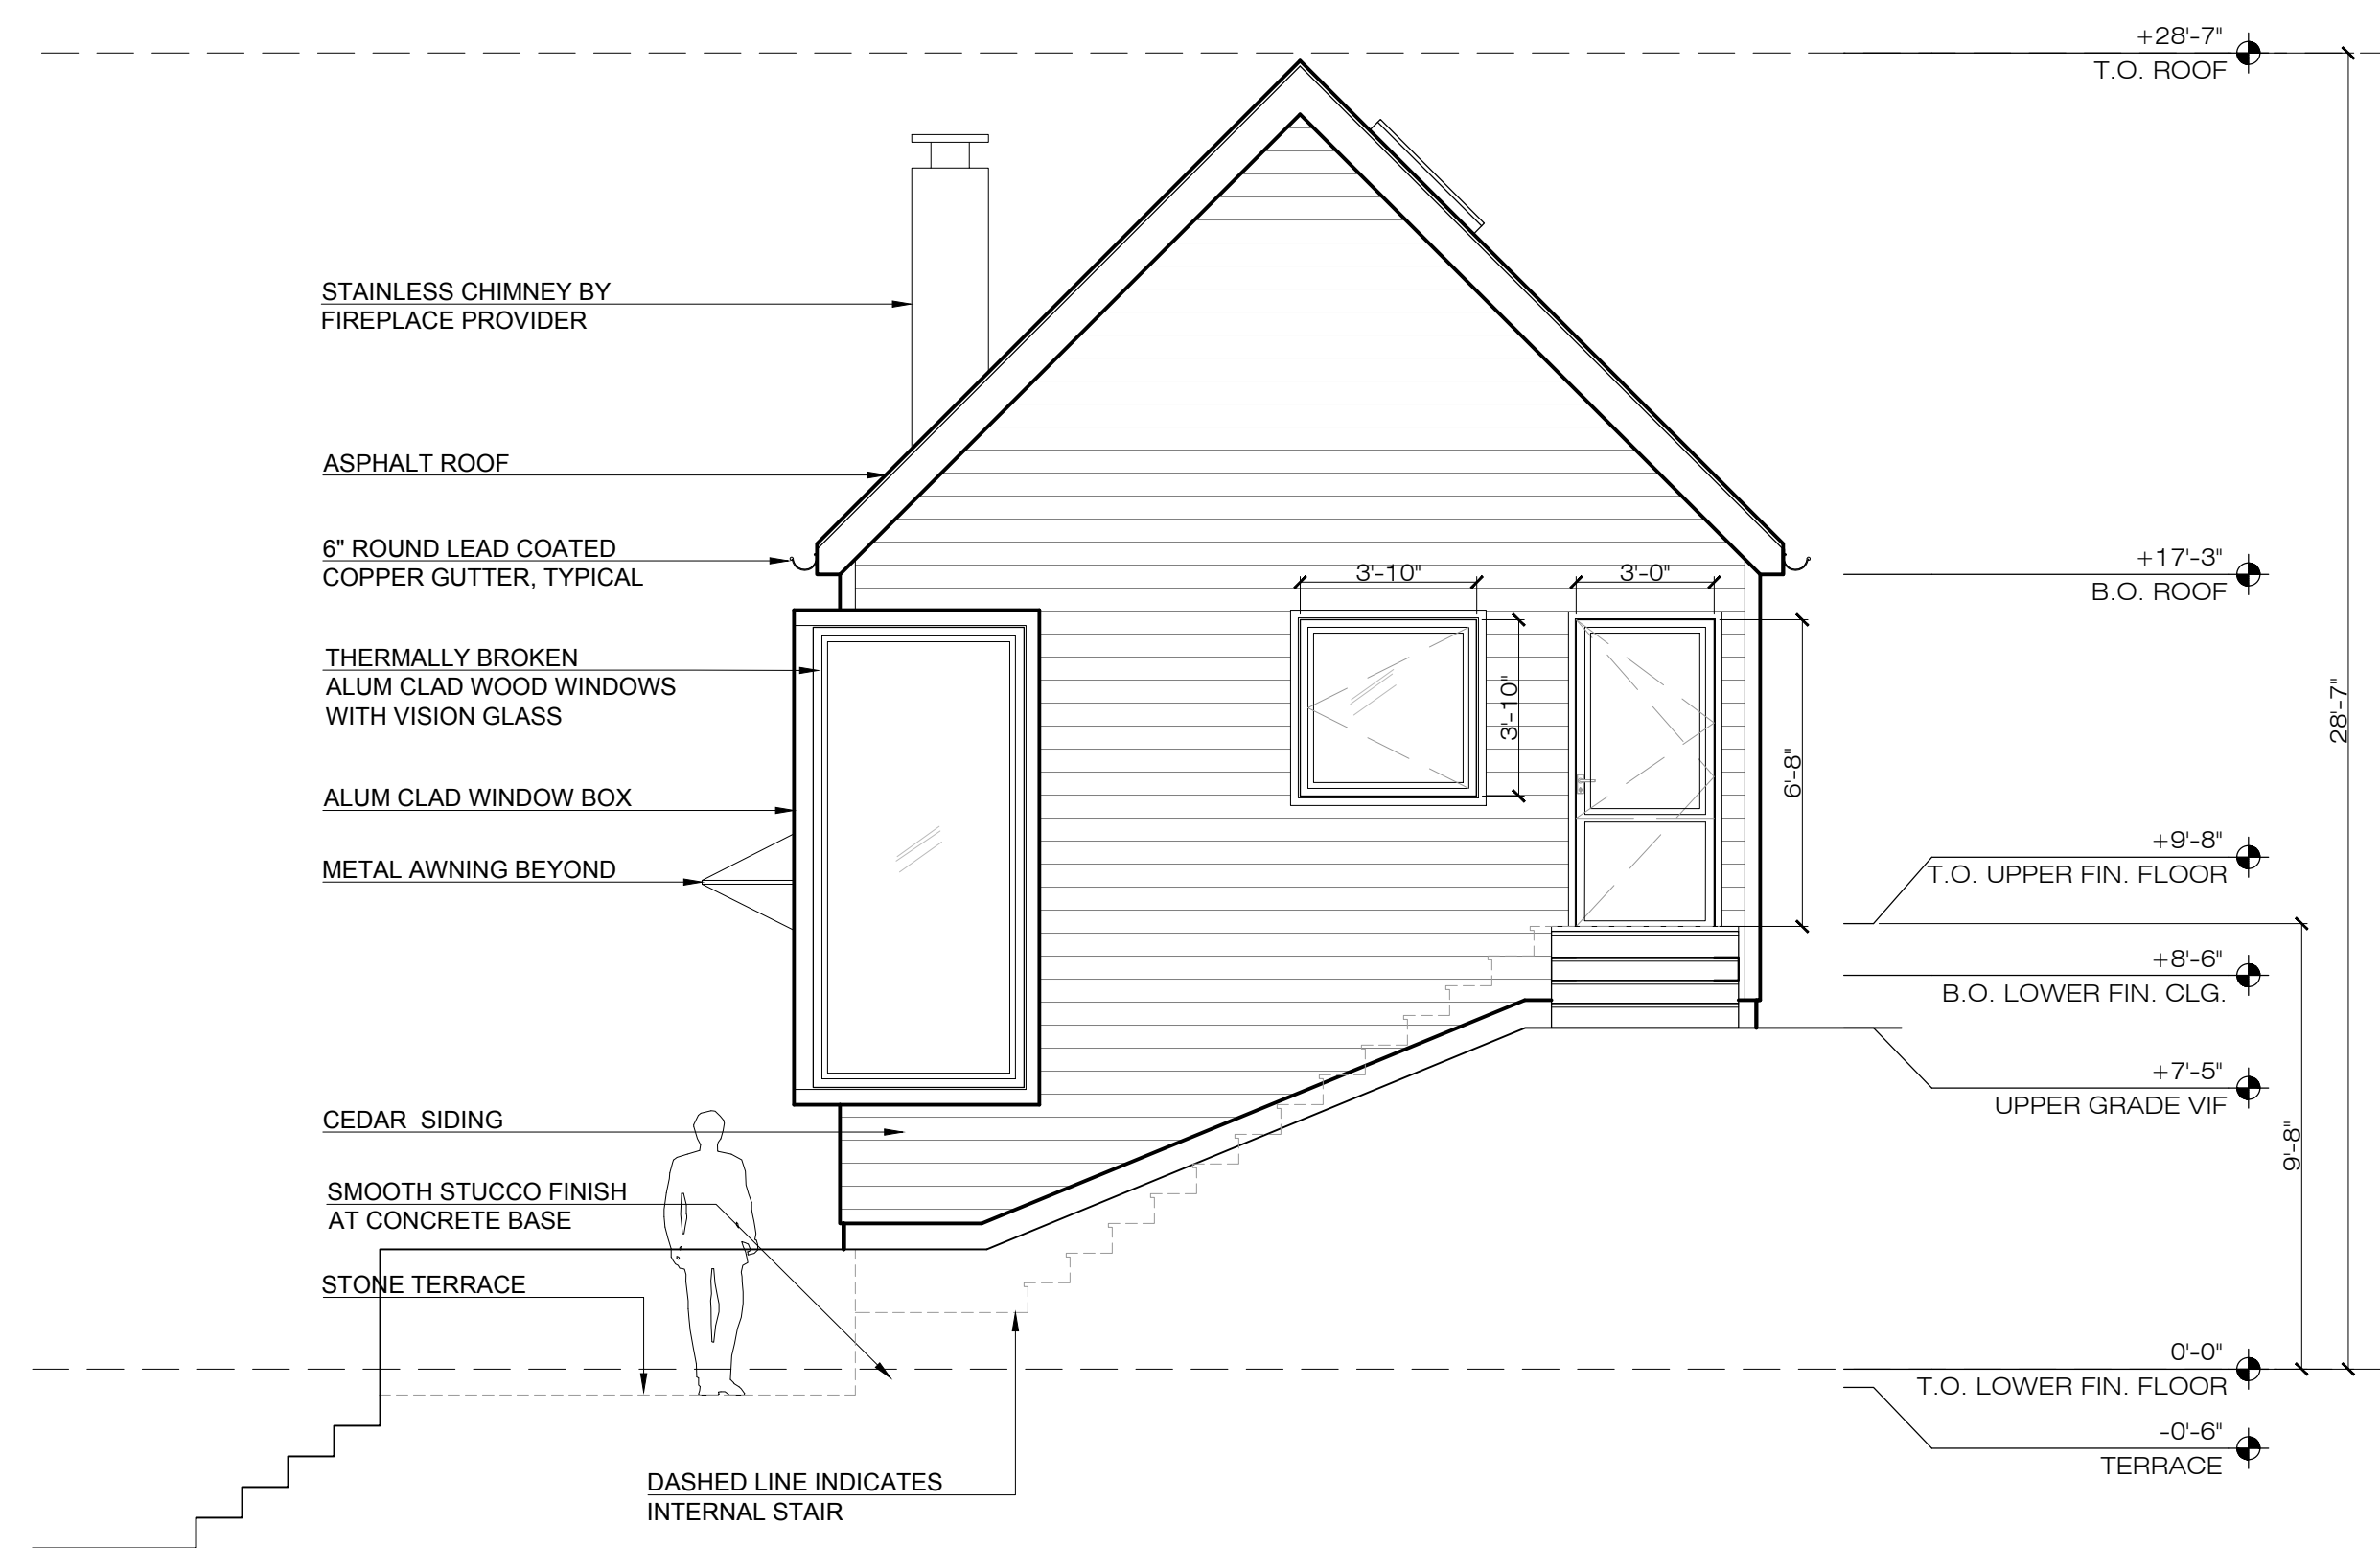 +28'-7"
T.O. ROOF
STAINLESS CHIMNEY BY
FIREPLACE PROVIDER
ASPHALT ROOF
6" ROUND LEAD COATED
COPPER GUTTER, TYPICAL
+17'-3"
B.O. ROOF
3'-10"
3'-0"
THERMALLY BROKEN
ALUM CLAD WOOD WINDOWS
WITH VISION GLASS
3'-10"
6'-8"
28'-7"
ALUM CLAD WINDOW BOX
METAL AWNING BEYOND
+9'-8"
T.O. UPPER FIN. FLOOR
+8'-6"
B.O. LOWER FIN. CLG.
+7'-5"
UPPER GRADE VIF
9'-8"
CEDAR  SIDING
SMOOTH STUCCO FINISH
AT CONCRETE BASE
STONE TERRACE
0'-0"
T.O. LOWER FIN. FLOOR
-0'-6"
TERRACE
DASHED LINE INDICATES
INTERNAL STAIR